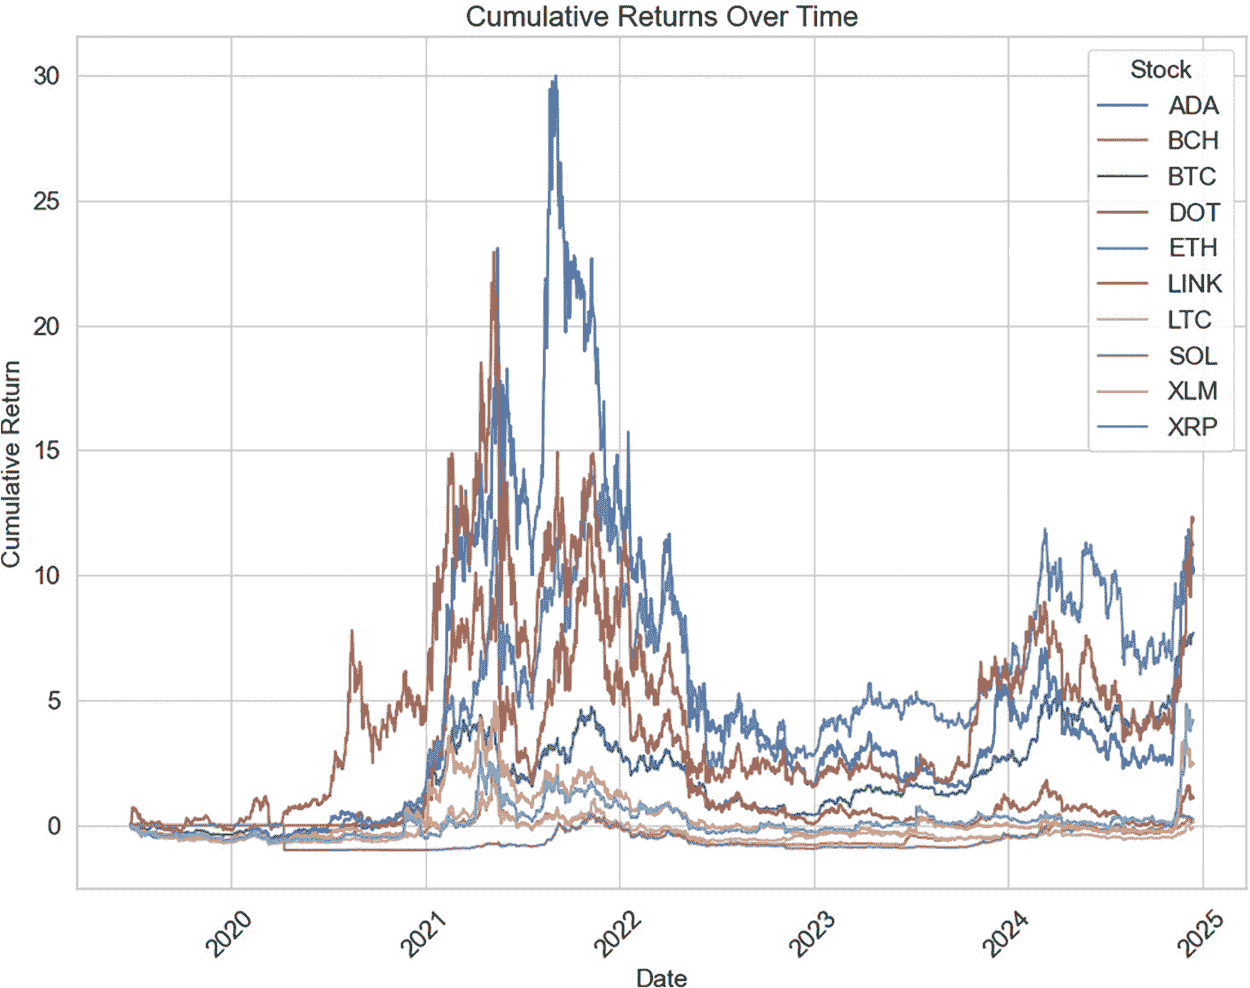 Cumulative Returns Over Time
30
25
20
15
10
5
0
Cumulative Return
Stock
ADA
BCH
BTC
DOT
ETH
LINK
LTC
SOL
XLM
XRP
2020
2021
2022
2023
2024
2025
Date